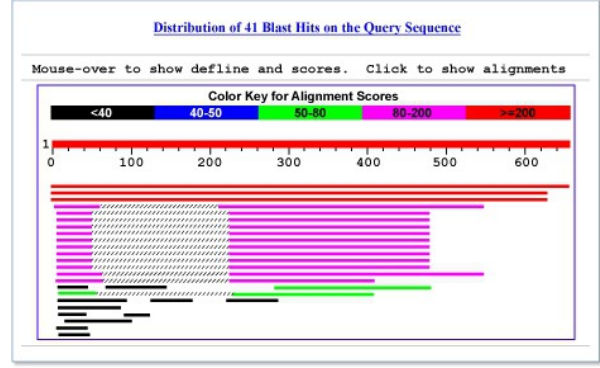 Distribution of 41 Blast Hits on the Query Sequence
Mouse-over to show defline and scores. Click to show alignments
Color Key for Alignment Scores
<40 40-50 50-80 80-200 >=200
1
0 100 200 300 400 500 600